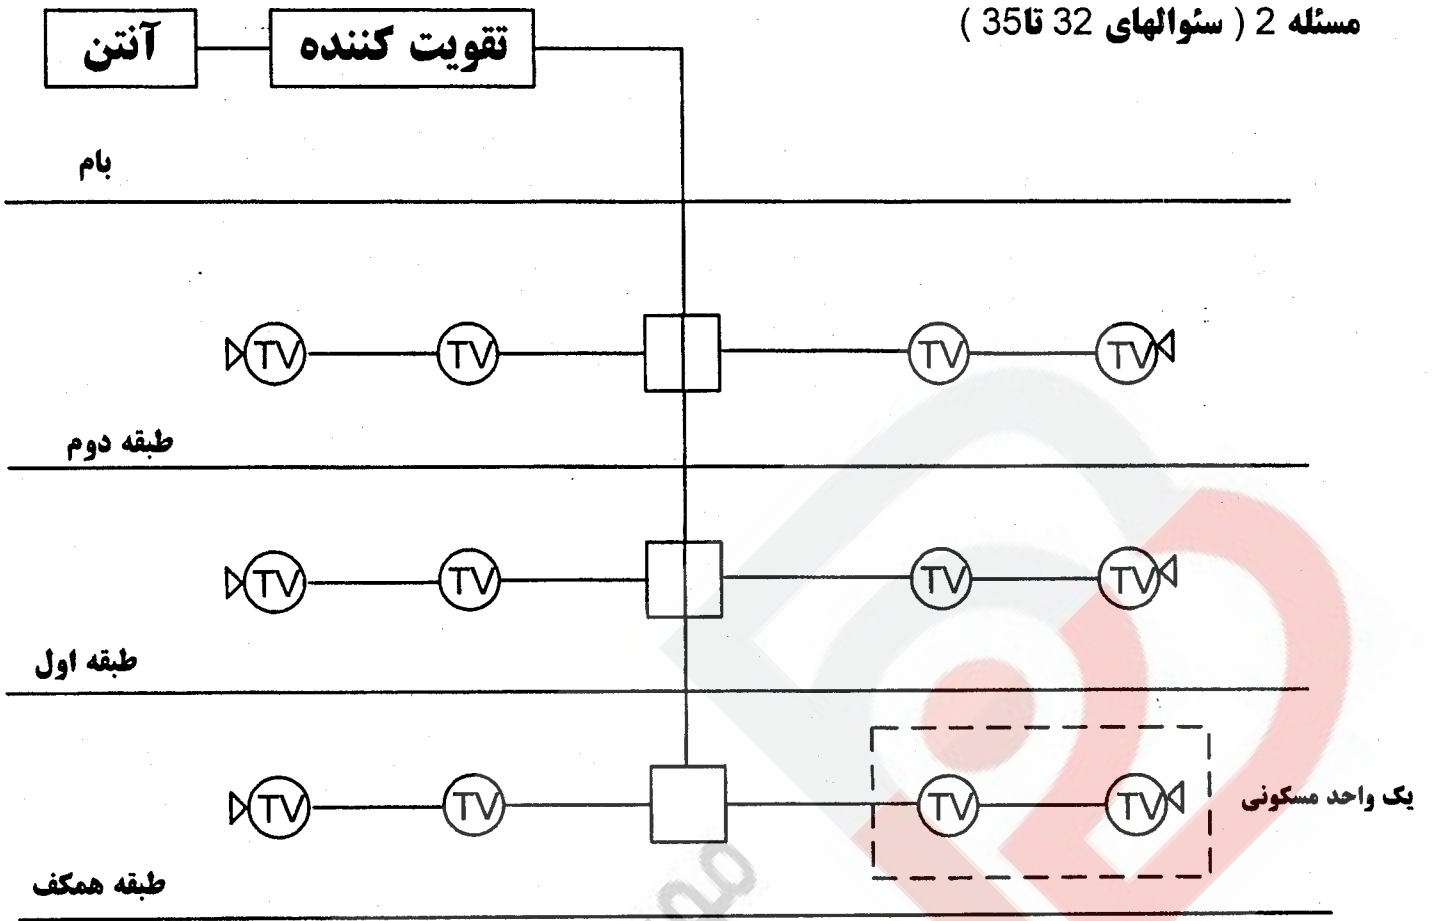 مسئله 2 ( سئوالهای 32 تا35 )
آنتن
تقویت کننده
بام
TV
TV
TV
TV
طبقه دوم
TV
TV
TV
TV
طبقه اول
TV
TV
TV
TV
یک واحد مسکونی
طبقه همکف